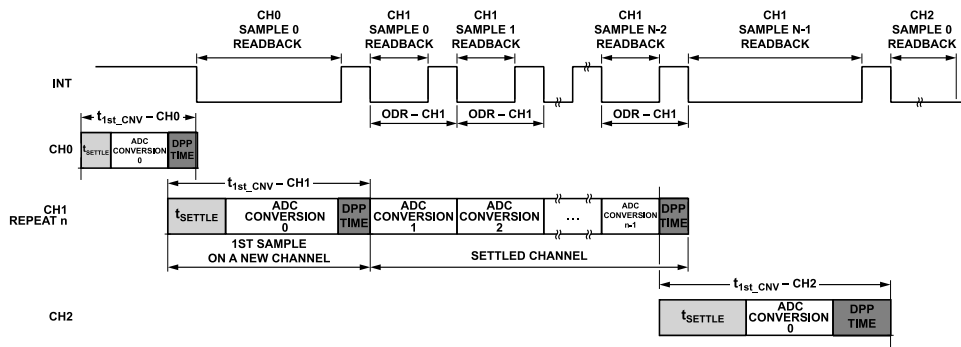 CH0
SAMPLE 0
READBACK
CH1
SAMPLE 0
READBACK
CH1
SAMPLE 1
READBACK
CH1
SAMPLE N-2
READBACK
CH1
SAMPLE N-1
READBACK
CH2
SAMPLE 0
READBACK
INT
ODR – CH1
ODR – CH1
ODR – CH1
t1st_CNV – CH0
CH0
tSETTLE
ADC
CONVERSION
0
DPP
TIME
t1st_CNV – CH1
CH1
REPEAT n
tSETTLE
ADC
CONVERSION
0
DPP
TIME
ADC
CONVERSION
1
ADC
CONVERSION
2
...
ADC
CONVERSION
n-1
DPP
TIME
1ST SAMPLE
ON A NEW CHANNEL
SETTLED CHANNEL
t1st_CNV – CH2
CH2
tSETTLE
ADC
CONVERSION
0
DPP
TIME